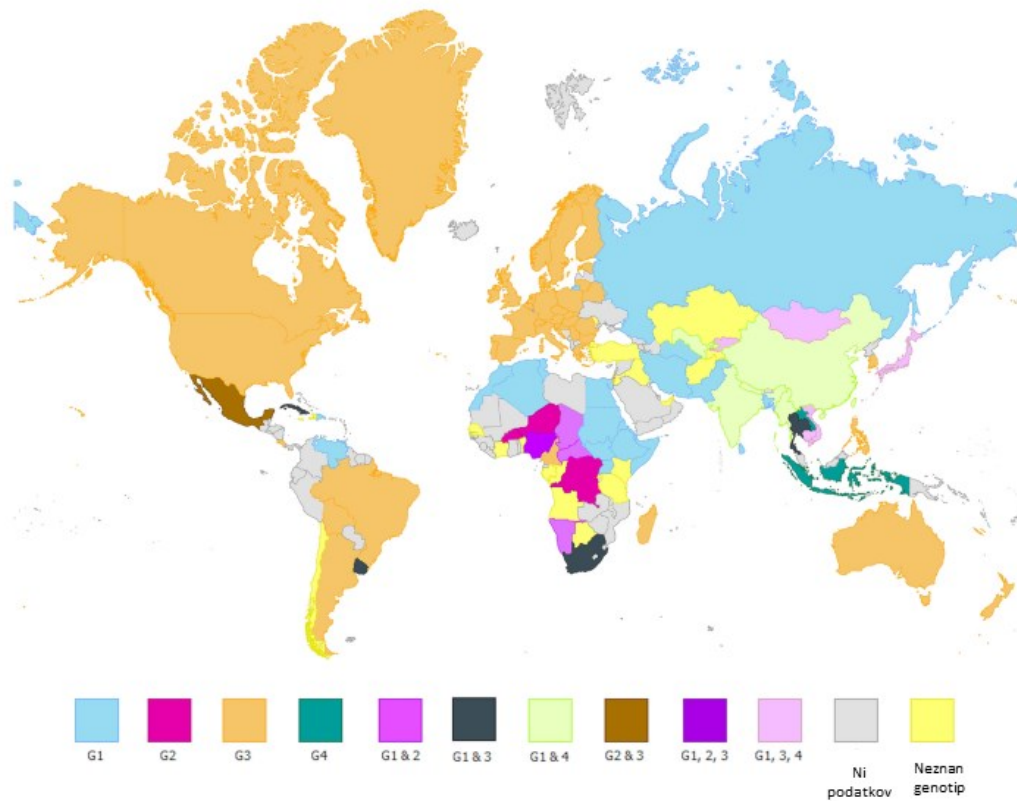 G1
G2
G3
G4
G1 & 2
G1 & 3
G1 & 4
G2 & 3
G1, 2, 3
G1, 3, 4
Ni
podatkov
Neznan
genotip